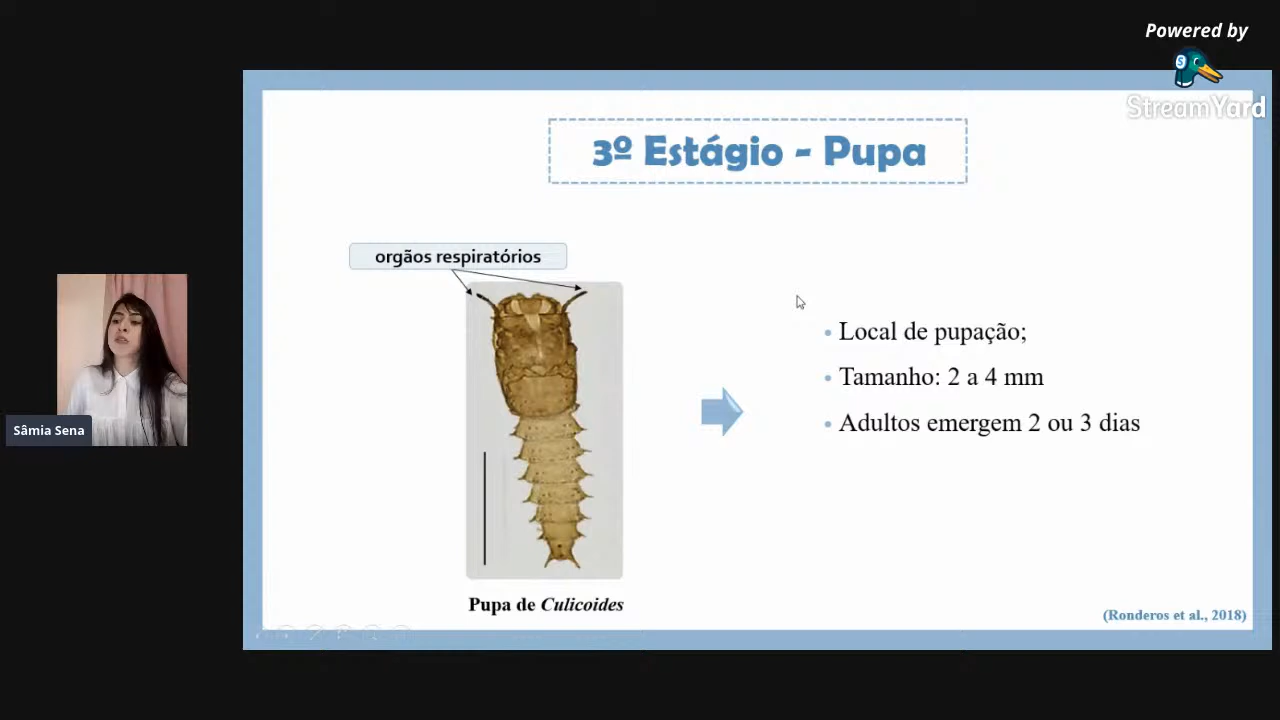 Powered by
StreamYard
3º Estágio - Pupa
orgãos respiratórios
• Local de pupação;
• Tamanho: 2 a 4 mm
• Adultos emergem 2 ou 3 dias
Sâmia Sena
Pupa de Culicoides
(Ronderos et al., 2018)